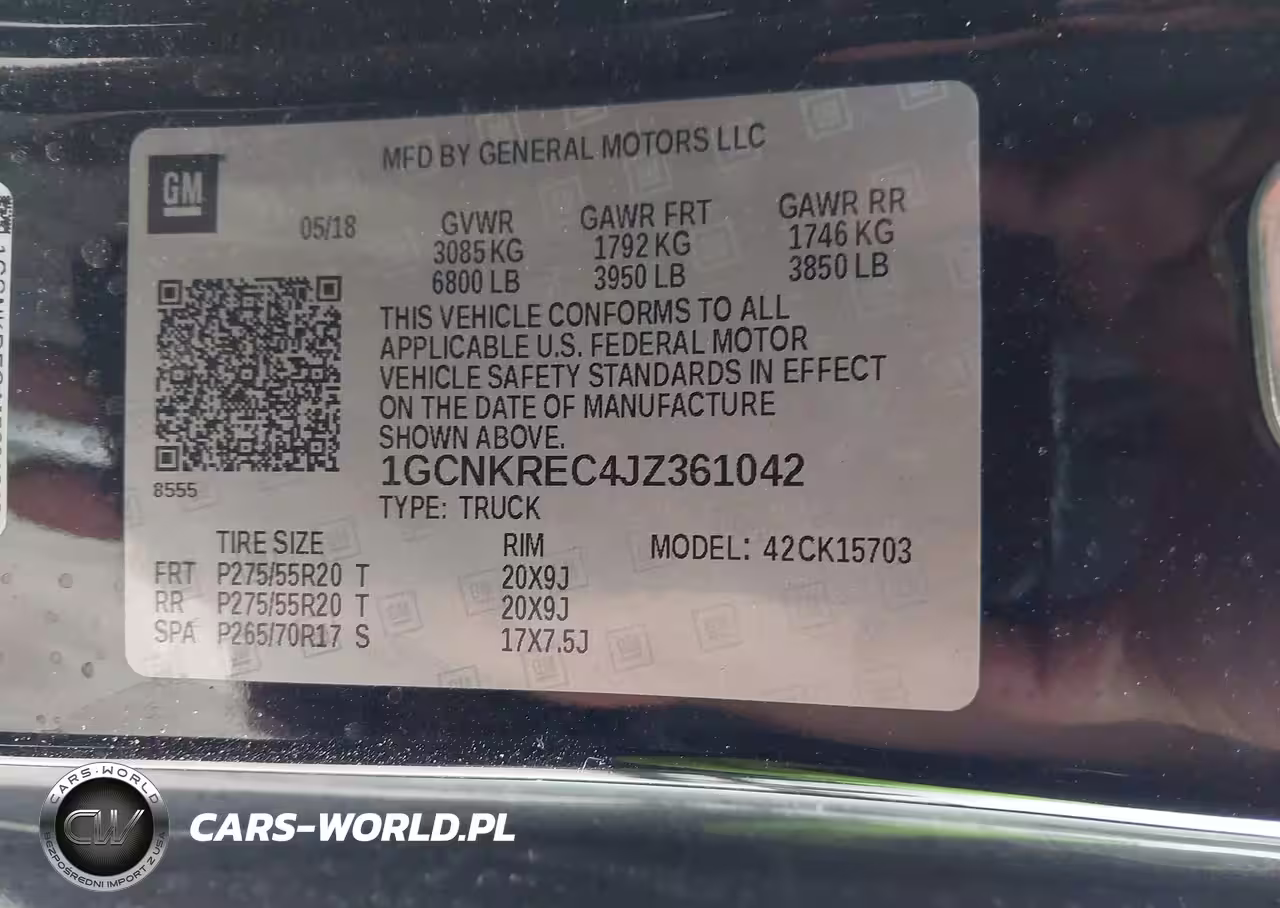 MFD BY GENERAL MOTORS LLC
GM
05/18 GVWR GAWR FRT GAWR RR
3085 KG 1792 KG 1746 KG
6800 LB 3950 LB 3850 LB
THIS VEHICLE CONFORMS TO ALL
APPLICABLE U.S. FEDERAL MOTOR
VEHICLE SAFETY STANDARDS IN EFFECT
ON THE DATE OF MANUFACTURE
SHOWN ABOVE.
1GCNKREC4JZ361042
8555
TYPE: TRUCK
TIRE SIZE RIM MODEL: 42CK15703
FRT P275/55R20 T 20X9J
RR P275/55R20 T 20X9J
SPA P265/70R17 S 17X7.5J
CARS-WORLD
CW
BEZPOŚREDNI IMPORT Z USA
CARS-WORLD.PL